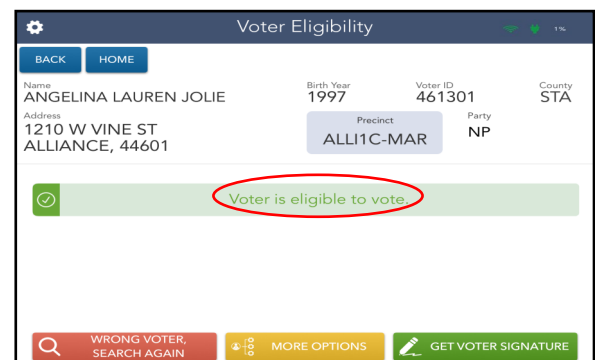 Voter Eligibility
1%
BACK HOME
Name Birth Year Voter ID County
ANGELINA LAUREN JOLIE 1997 461301 STA
Address Precinct Party
1210 W VINE ST ALLI1C-MAR NP
ALLIANCE, 44601
Voter is eligible to vote.
WRONG VOTER,
SEARCH AGAIN MORE OPTIONS GET VOTER SIGNATURE